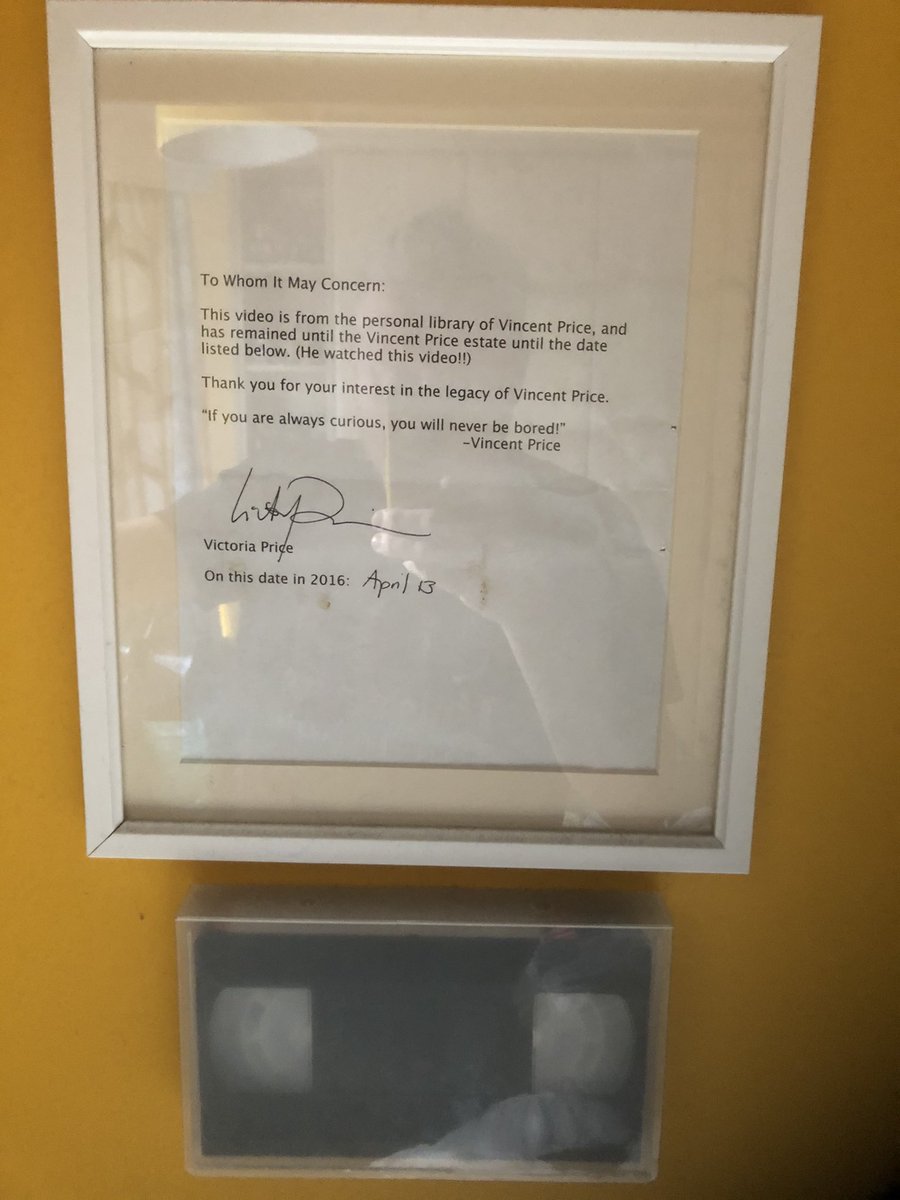 To Whom It May Concern:
This video is from the personal library of Vincent Price, and
has remained until the Vincent Price estate until the date
listed below. (He watched this video!!)
Thank you for your interest in the legacy of Vincent Price.
“If you are always curious, you will never be bored!”
–Vincent Price
Victoria Price
On this date in 2016: April 13